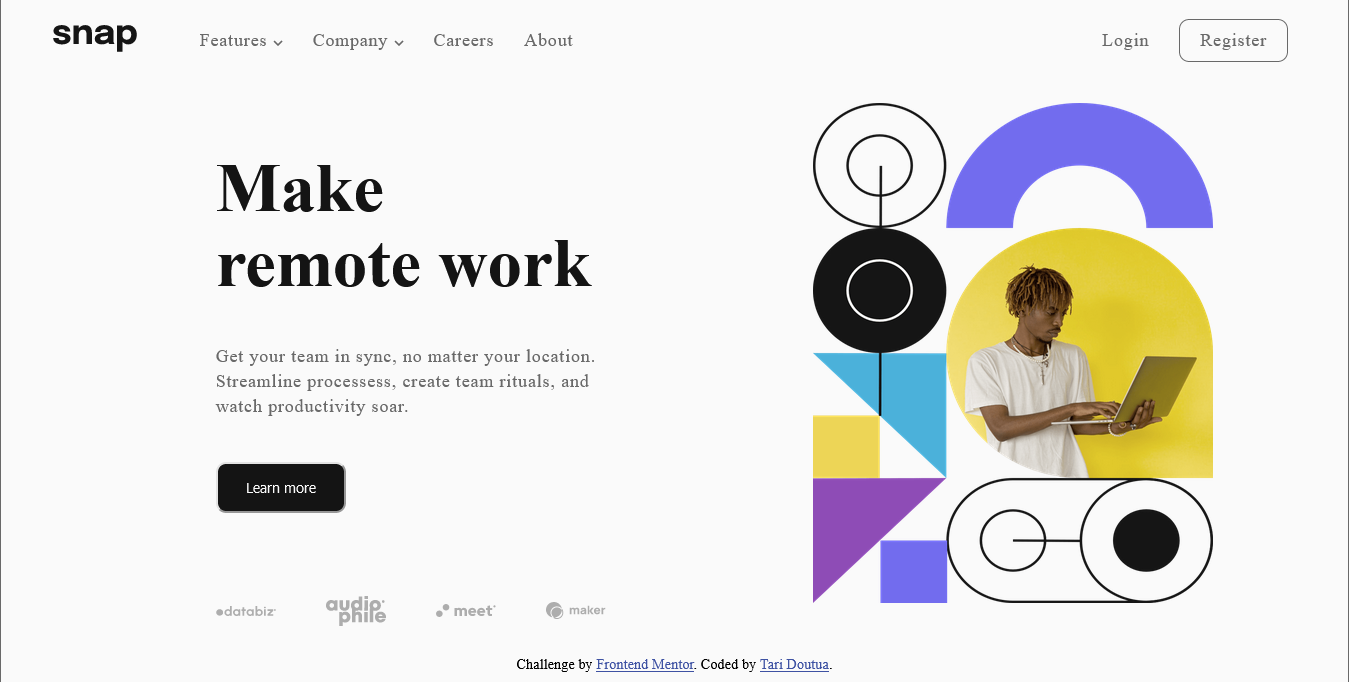 snap
Features Company Careers About Login Register
Make
remote work
Get your team in sync, no matter your location.
Streamline processess, create team rituals, and
watch productivity soar.
Learn more
databiz audiophile meet maker
Challenge by Frontend Mentor. Coded by Tari Doutua.